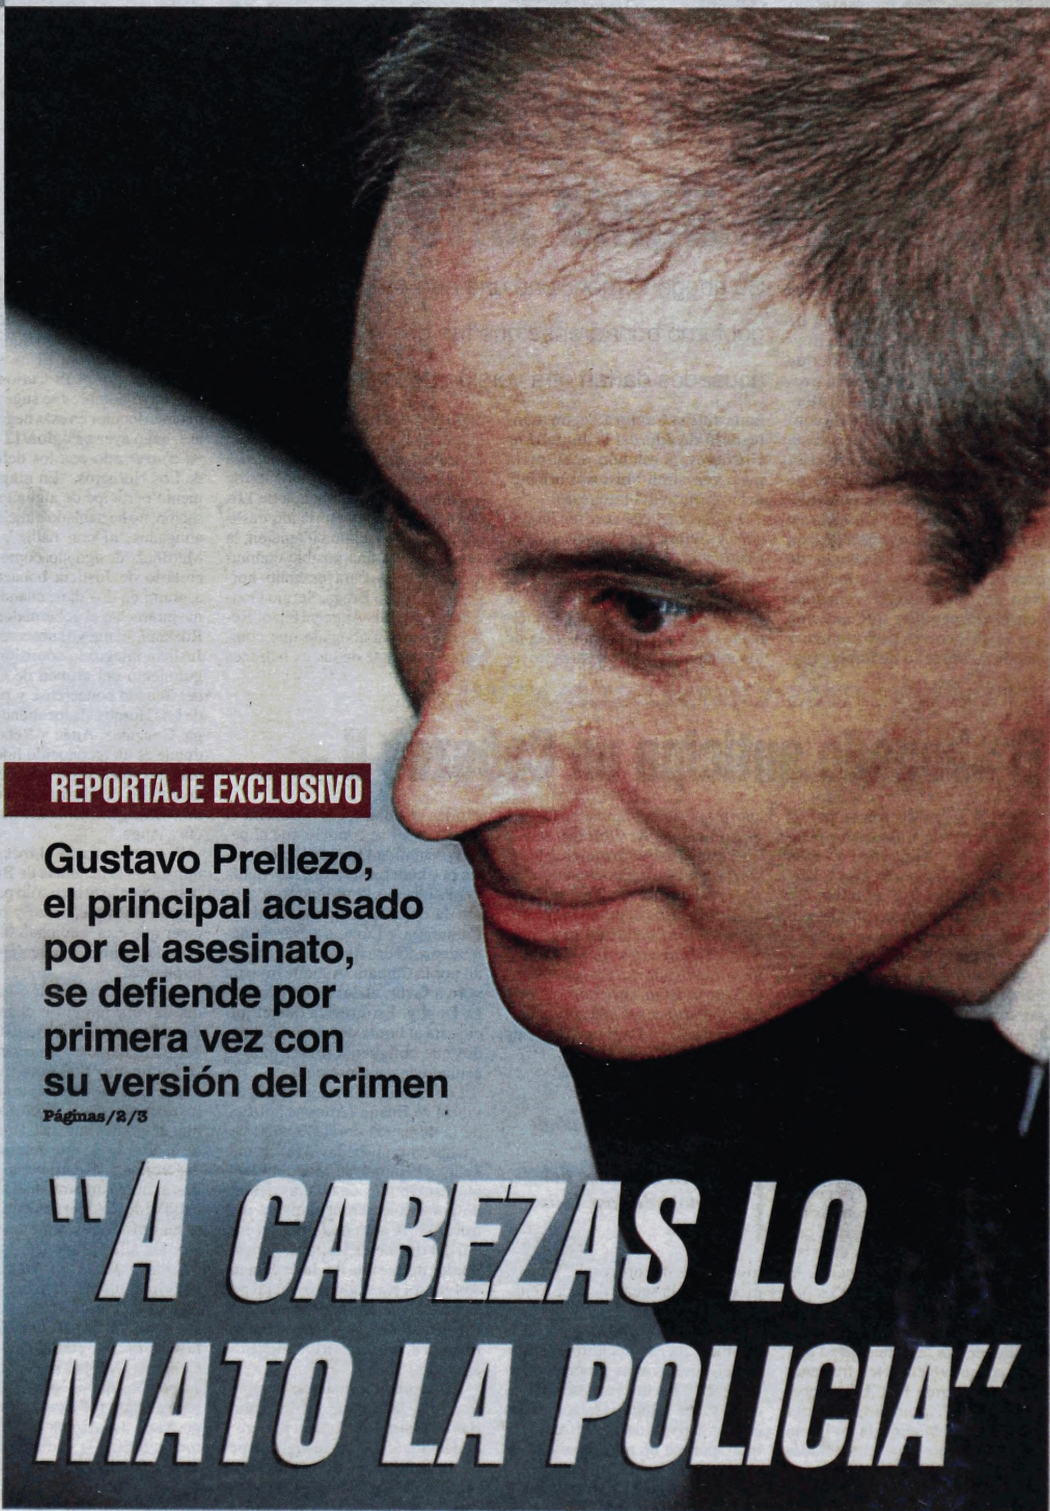 REPORTAJE EXCLUSIVO
Gustavo Prellezo,
el principal acusado
por el asesinato,
se defiende por
primera vez con
su versión del crimen
Páginas/2/3
"A CABEZAS LO
MATO LA POLICIA"